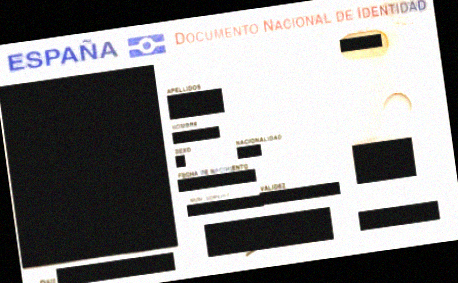 ESPAÑA DOCUMENTO NACIONAL DE IDENTIDAD
APELLIDOS
NOMBRE
SEXO NACIONALIDAD
FECHA DE NACIMIENTO
VALIDEZ